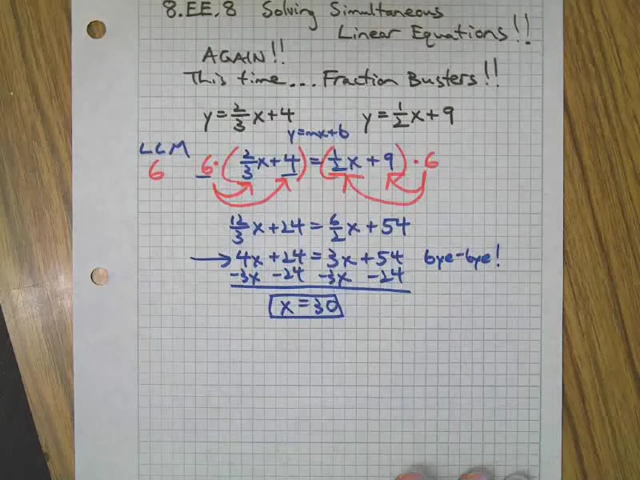 8.EE.8 Solving Simultaneous
Linear Equations!!
AGAIN!!
This time... Fraction Busters!!
y=2/3x+4 y=1/2x+9
y=mx+b
LCM
6 6·(2/3x+4)=(1/2x+9)·6
12/3x+24=6/2x+54
→4x+24=3x+54 bye-bye!
-3x -24 -3x -24
x=30